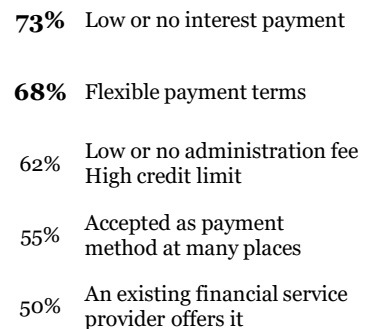 73% Low or no interest payment
68% Flexible payment terms
62% Low or no administration fee
High credit limit
55% Accepted as payment
method at many places
50% An existing financial service
provider offers it